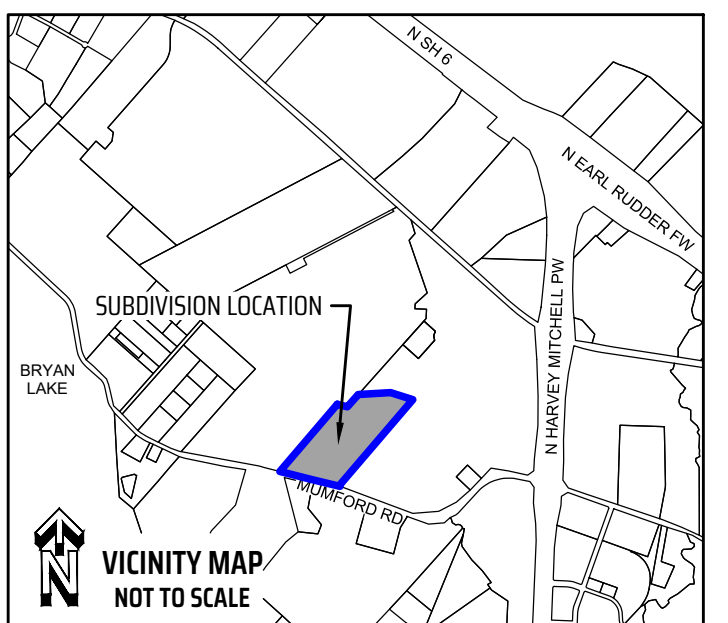 N SH 6
N EARL RUDDER FW
N HARVEY MITCHELL PW
SUBDIVISION LOCATION
BRYAN
LAKE
MUMFORD RD
N
VICINITY MAP
NOT TO SCALE